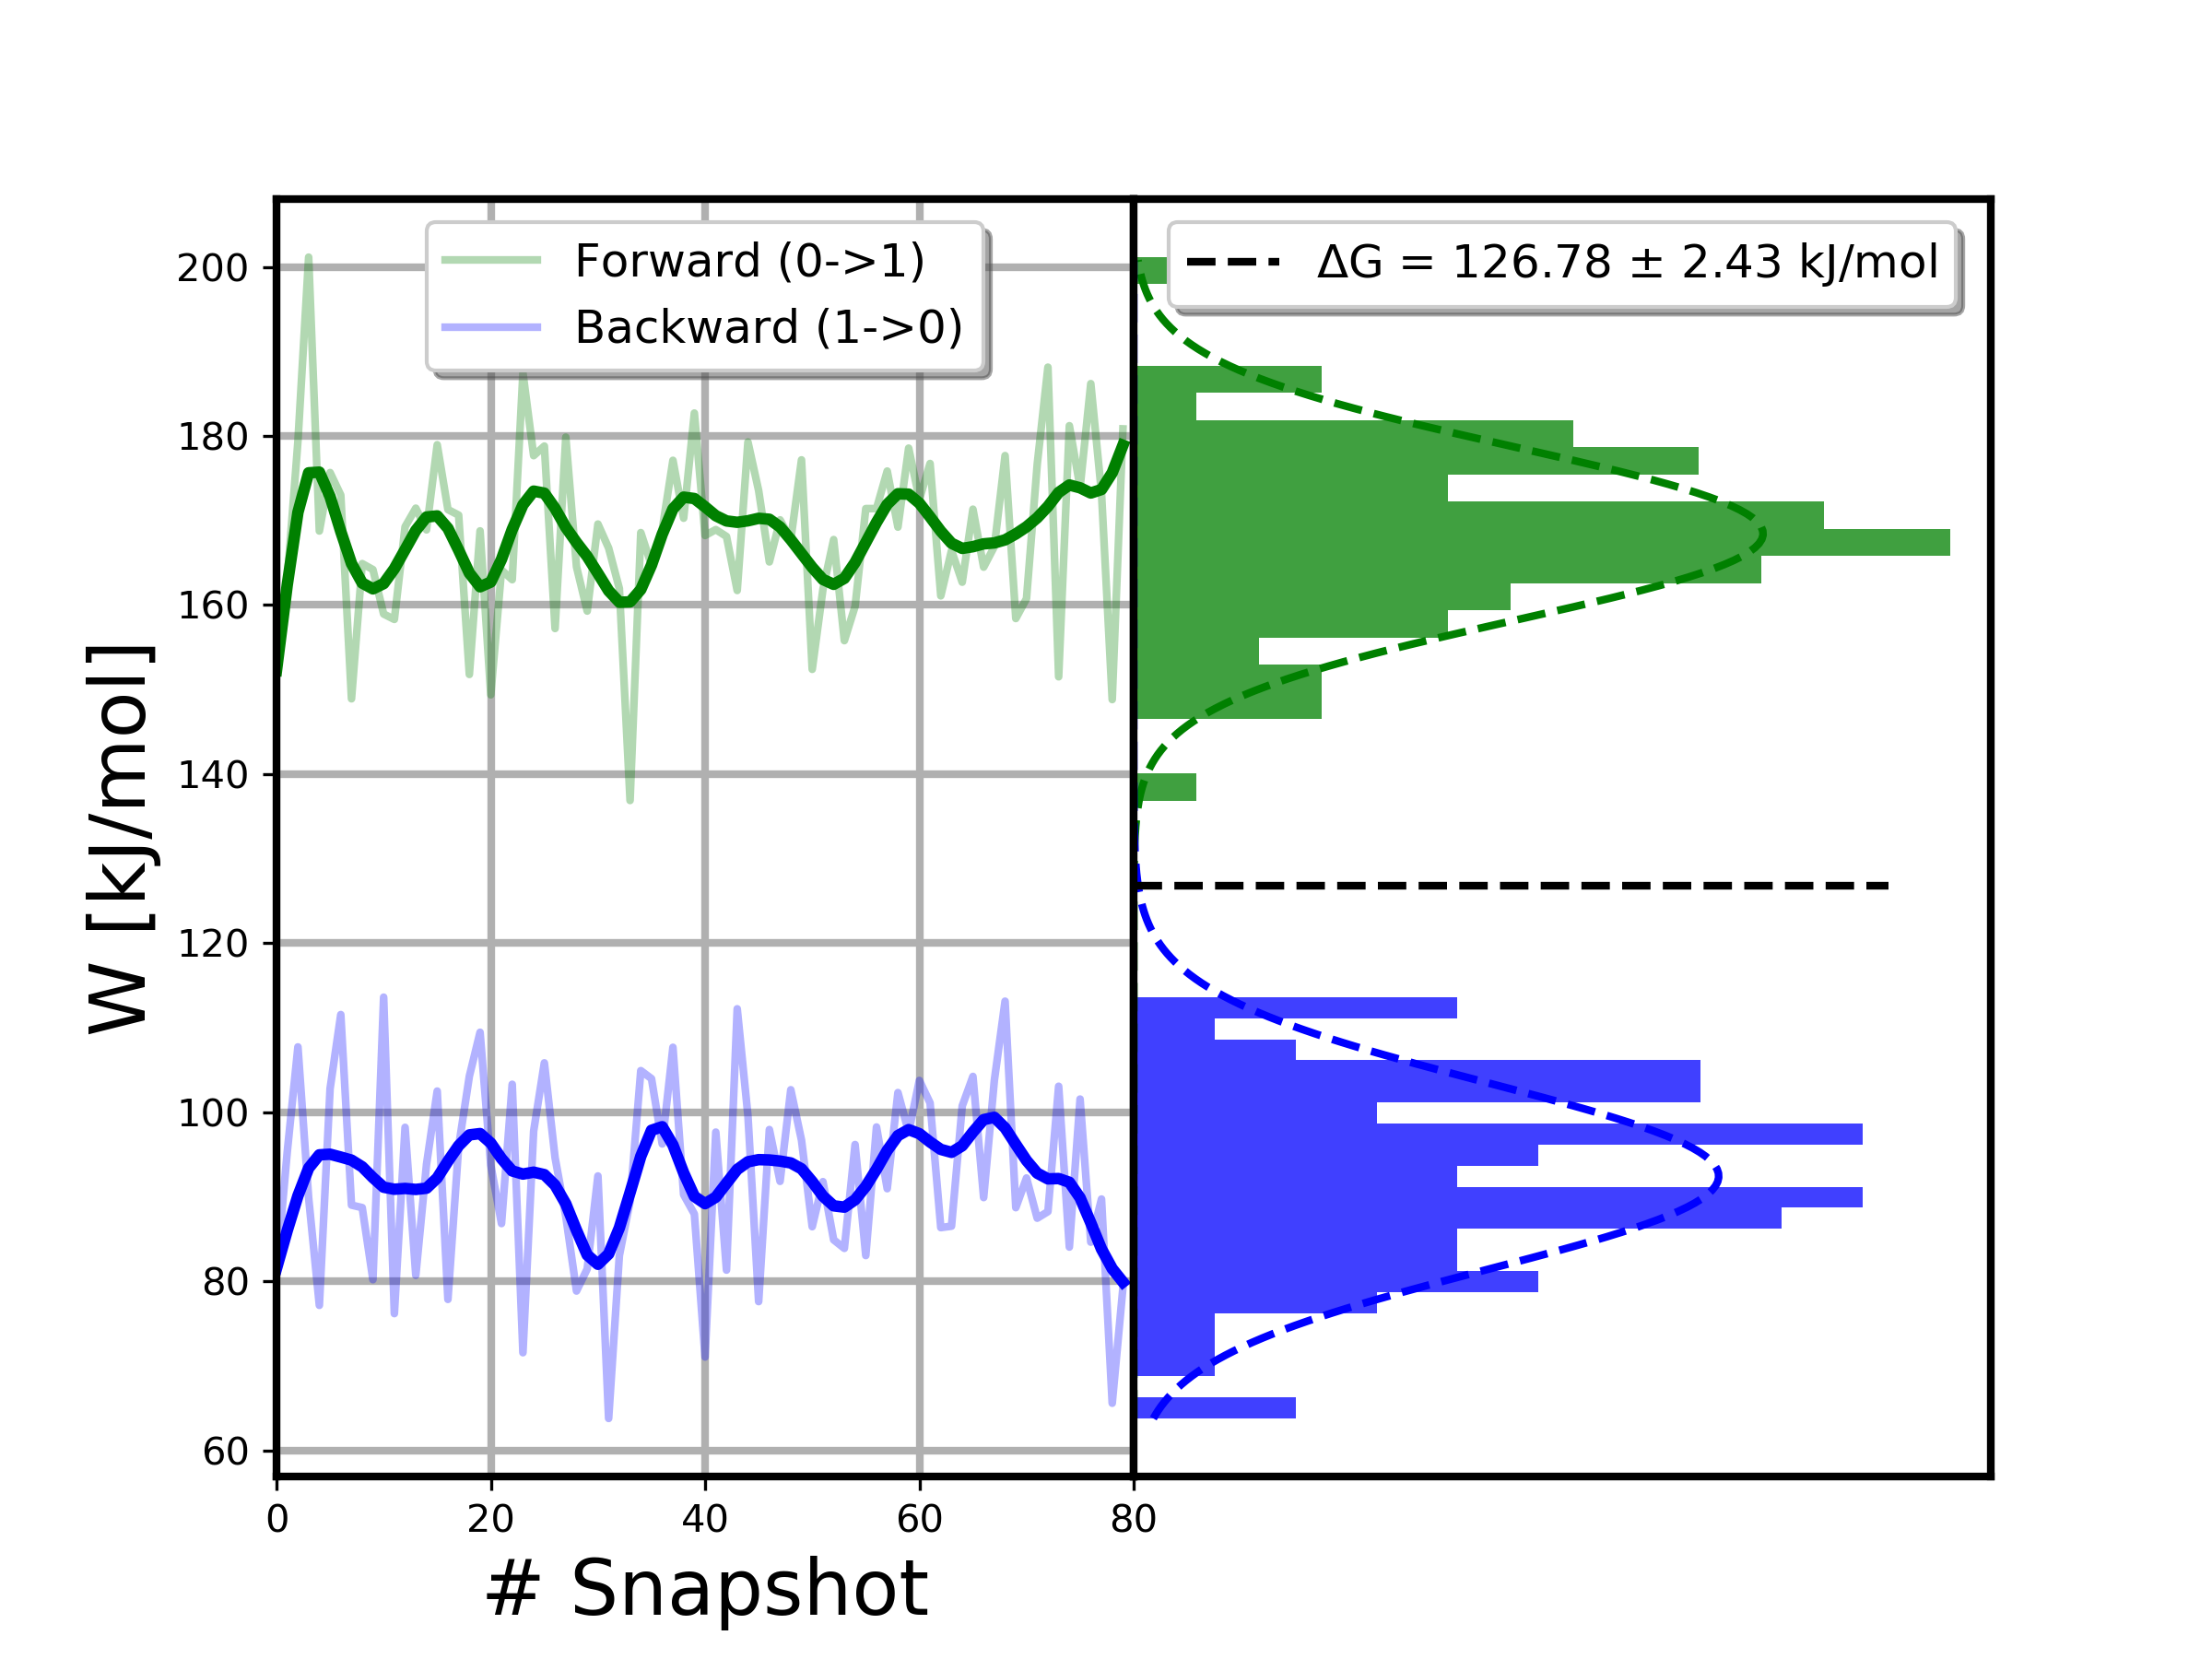 Forward (0->1)
Backward (1->0)
ΔG = 126.78 ± 2.43 kJ/mol
W [kJ/mol]
200
180
160
140
120
100
80
60
0 20 40 60 80
# Snapshot